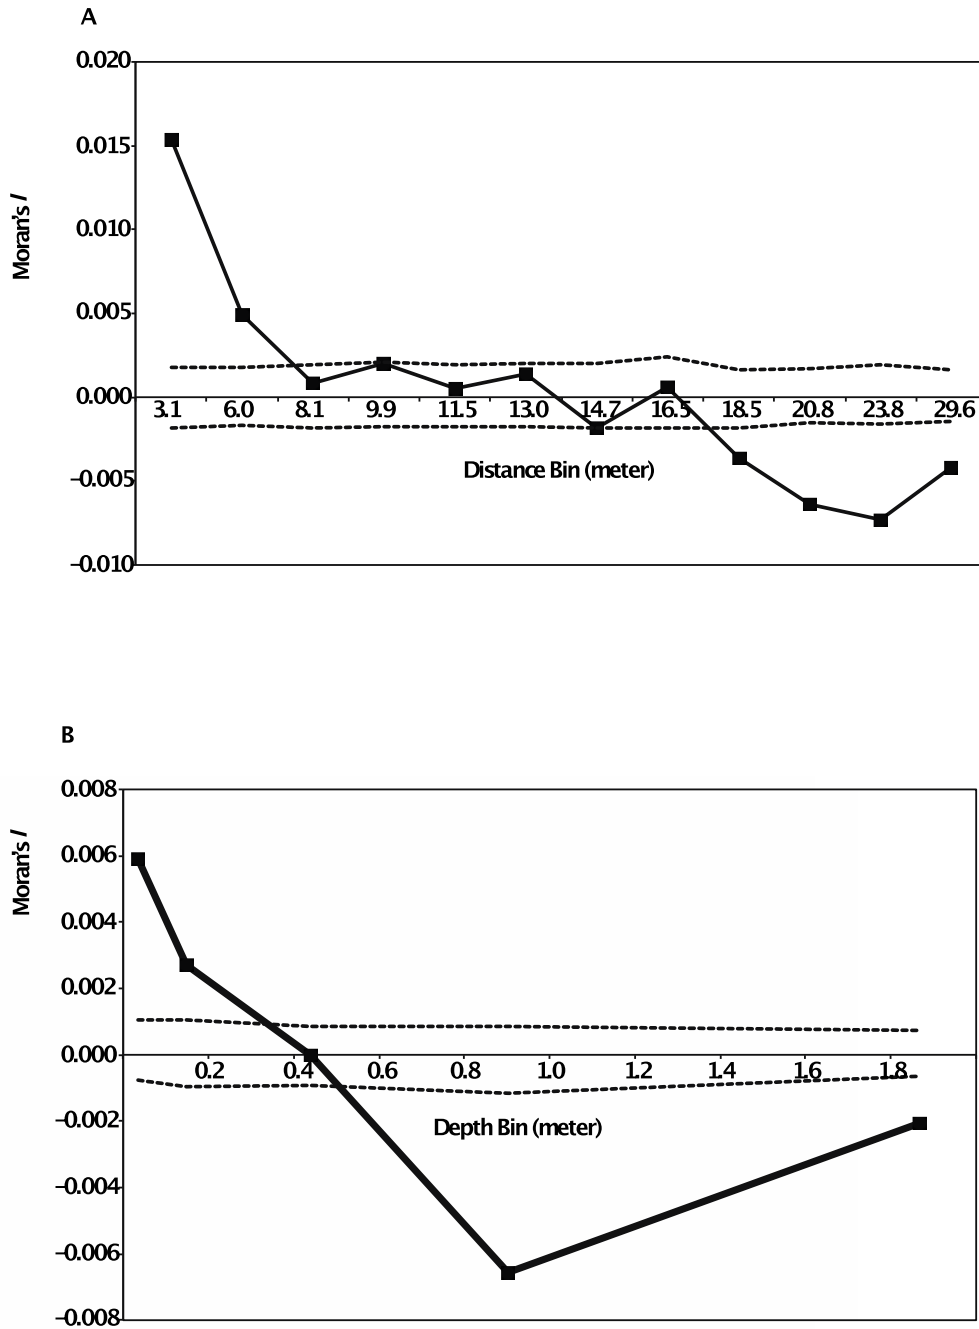 A
0.020
0.015
0.010
0.005
0.000
−0.005
−0.010
Moran's I
3.1 6.0 8.1 9.9 11.5 13.0 14.7 16.5 18.5 20.8 23.8 29.6
Distance Bin (meter)
B
0.008
0.006
0.004
0.002
0.000
−0.002
−0.004
−0.006
−0.008
Moran's I
0.2 0.4 0.6 0.8 1.0 1.2 1.4 1.6 1.8
Depth Bin (meter)